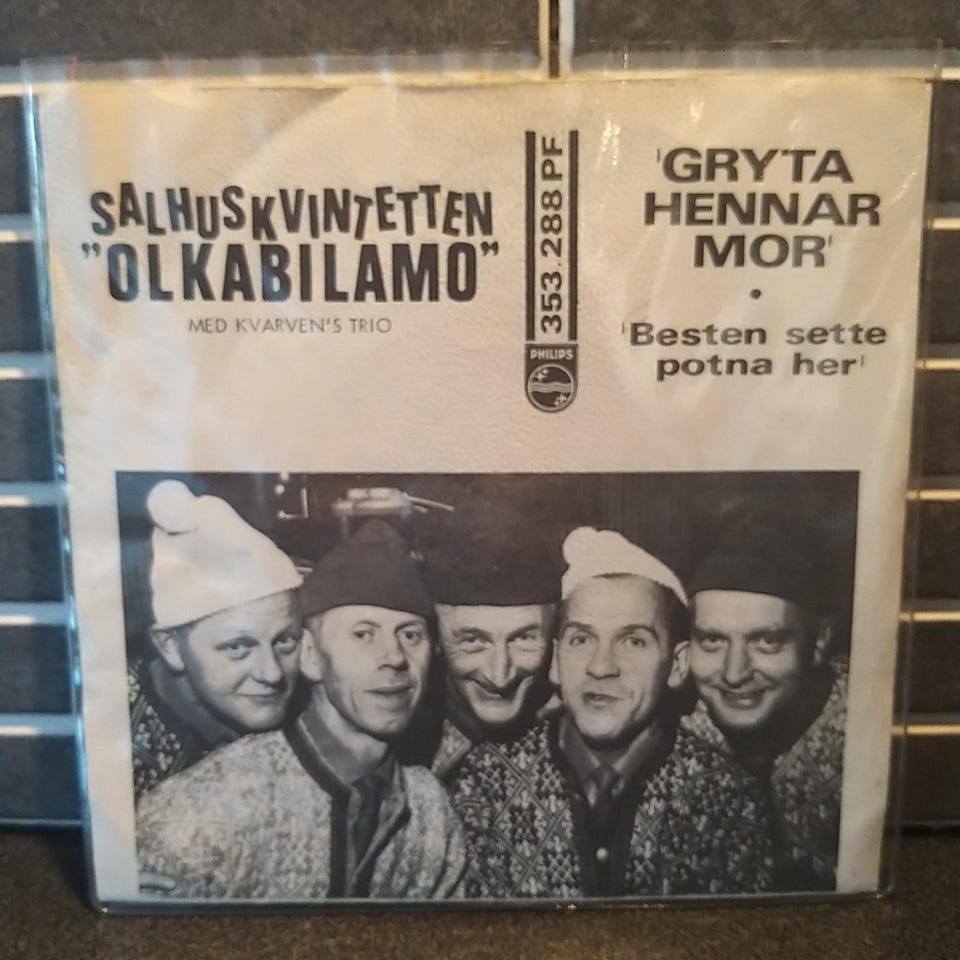 SALHUSKVINTETTEN
"OLKABILAMO"
MED KVARVEN'S TRIO
353.288 PF
PHILIPS
'GRYTA
HENNAR
MOR'
•
'Besten sette
potna her'